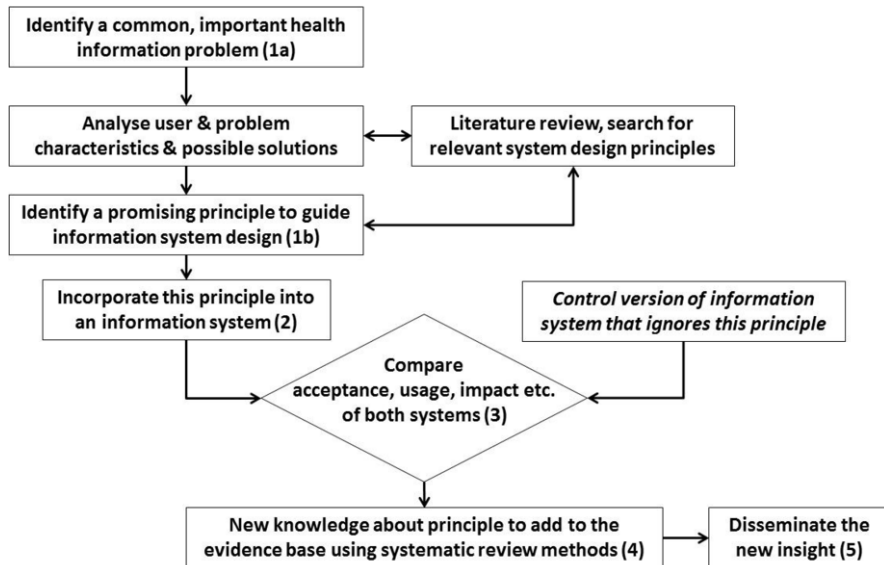 Identify a common, important health
information problem (1a)
Analyse user & problem
characteristics & possible solutions
Literature review, search for
relevant system design principles
Identify a promising principle to guide
information system design (1b)
Incorporate this principle into
an information system (2)
Control version of information
system that ignores this principle
Compare
acceptance, usage, impact etc.
of both systems (3)
New knowledge about principle to add to the
evidence base using systematic review methods (4)
Disseminate the
new insight (5)